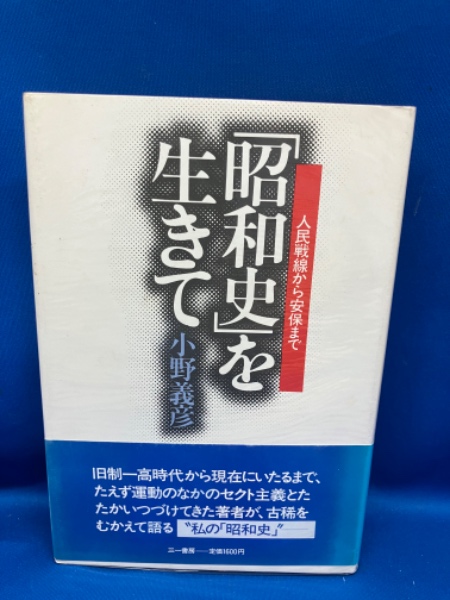 「昭和史」を
生きて
人民戦線から安保まで
小野義彦
旧制一高時代から現在にいたるまで、
たえず運動のなかのセクト主義とた
たかいつづけてきた著者が、古稀を
むかえて語る〝私の「昭和史」〟
三一書房――定価1600円